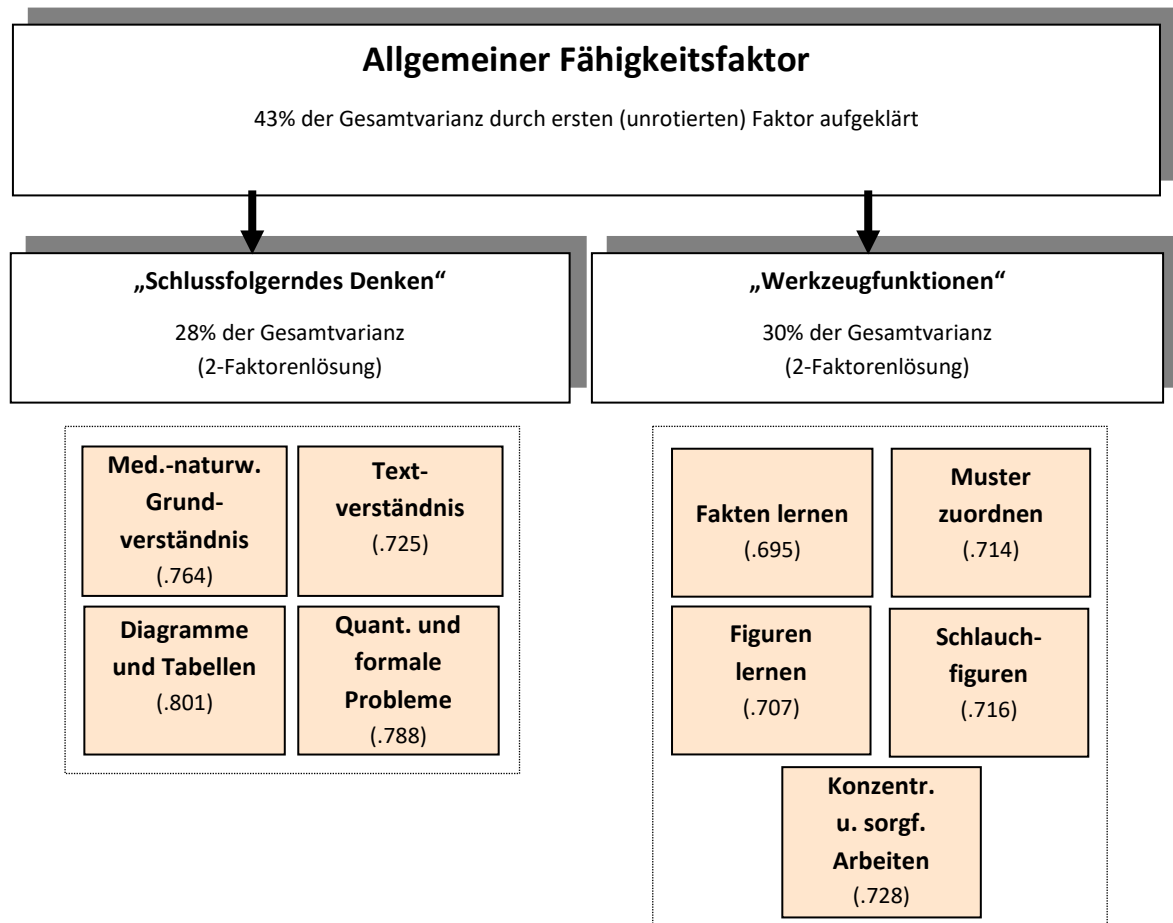 Allgemeiner Fähigkeitsfaktor
43% der Gesamtvarianz durch ersten (unrotierten) Faktor aufgeklärt
„Schlussfolgerndes Denken“
28% der Gesamtvarianz
(2-Faktorenlösung)
„Werkzeugfunktionen“
30% der Gesamtvarianz
(2-Faktorenlösung)
Med.-naturw.
Grund-
verständnis
(.764)
Text-
verständnis
(.725)
Diagramme
und Tabellen
(.801)
Quant. und
formale
Probleme
(.788)
Fakten lernen
(.695)
Muster
zuordnen
(.714)
Figuren
lernen
(.707)
Schlauch-
figuren
(.716)
Konzentr.
u. sorgf.
Arbeiten
(.728)